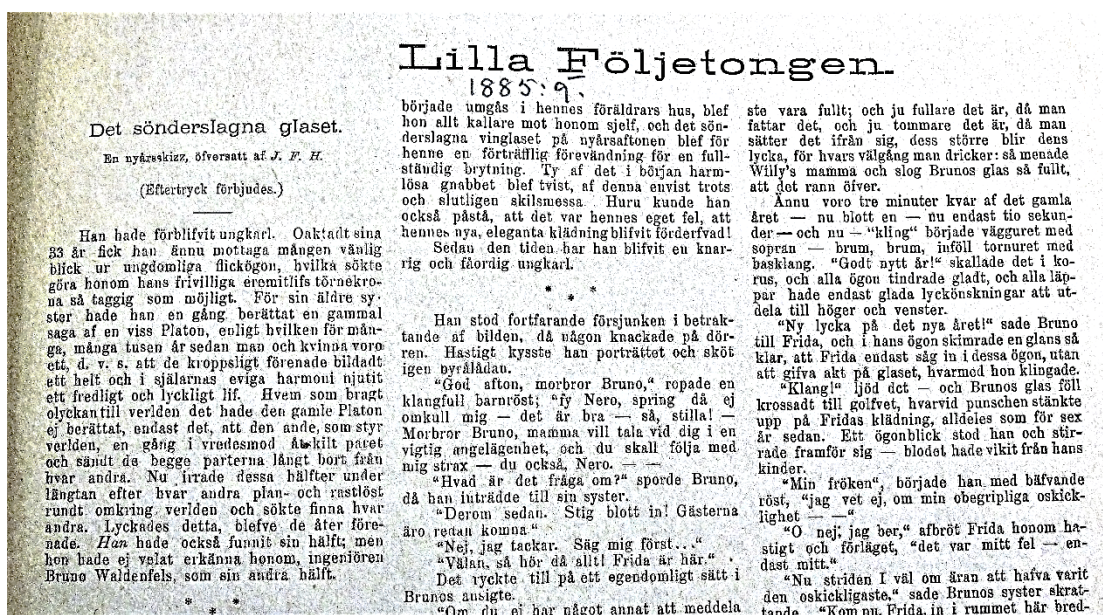 Lilla Följetongen.
1885:9.
Det sönderslagna glaset.
En nyårsskizz, öfversatt af J. F. H.
(Eftertryck förbjudes.)
Han hade förblifvit ungkarl. Oaktadt sina
33 år fick han ännu mottaga mången vänlig
blick ur ungdomliga flickögon, hvilka sökte
göra honom hans frivilliga eremitlifs törnekro-
na så taggig som möjligt. För sin äldre sy-
ster hade han en gång berättat en gammal
saga af en viss Platon, enligt hvilken för mån-
ga, många tusen år sedan man och kvinna voro
ett, d. v. s. att de kroppsligt förenade bildadt
ett helt och i själarnas eviga harmoni njutit
ett fredligt och lyckligt lif. Hvem som bragt
olyckan till verlden det hade den gamle Platon
ej berättat, endast det, att den ande, som styr
verlden, en gång i vredesmod åtskilt paret
och sändt de begge parterna långt bort från
hvar andra. Nu irrade dessa hälfter under
längtan efter hvar andra plan- och rastlöst
rundt omkring verlden och sökte finna hvar
andra. Lyckades detta, blefve de åter före-
nade. Han hade också funnit sin hälft; men
hon hade ej velat erkänna honom, ingeniören
Bruno Waldenfels, som sin andra hälft.
* *
började umgås i hennes föräldrars hus, blef
hon allt kallare mot honom sjelf, och det sön-
derslagna vinglaset på nyårsaftonen blef för
henne en förträfflig förevändning för en full-
ständig brytning. Ty af det i början harm-
lösa gnabbet blef tvist, af denna envist trots
och slutligen skilsmessa. Huru kunde han
också påstå, att det var hennes eget fel, att
hennes nya, eleganta klädning blifvit förderfvad!
Sedan den tiden har han blifvit en knar-
rig och fåordig ungkarl.
* * *
Han stod fortfarande försjunken i betrak-
tande af bilden, då någon knackade på dör-
ren. Hastigt kysste han porträttet och sköt
igen byrålådan.
"God afton, morbror Bruno," ropade en
klangfull barnröst; "fy Nero, spring då ej
omkull mig — det är bra — så, stilla! —
Morbror Bruno, mamma vill tala vid dig i en
vigtig angelägenhet, och du skall följa med
mig strax — du också, Nero. — —
"Hvad är det fråga om?" sporde Bruno,
då han inträdde till sin syster.
"Derom sedan. Stig blott in! Gästerna
äro redan komna."
"Nej, jag tackar. Säg mig först..."
"Välan, så hör då allt! Frida är här."
Det ryckte till på ett egendomligt sätt i
Brunos ansigte.
"Om du ej har något annat att meddela
ste vara fullt; och ju fullare det är, då man
fattar det, och ju tommare det är, då man
sätter det ifrån sig, dess större blir dens
lycka, för hvars välgång man dricker: så menade
Willy's mamma och slog Brunos glas så fullt,
att det rann öfver.
Ännu voro tre minuter kvar af det gamla
året — nu blott en — nu endast tio sekun-
der — och nu — "kling" började vägguret med
sopran — brum, brum, inföll tornuret med
basklang. "Godt nytt år!" skallade det i ko-
rus, och alla ögon tindrade gladt, och alla läp-
par hade endast glada lyckönskningar att ut-
dela till höger och venster.
"Ny lycka på det nya året!" sade Bruno
till Frida, och i hans ögon skimrade en glans så
klar, att Frida endast såg in i dessa ögon, utan
att gifva akt på glaset, hvarmed hon klingade.
"Klang!" ljöd det — och Brunos glas föll
krossadt till golfvet, hvarvid punschen stänkte
upp på Fridas klädning, alldeles som för sex
år sedan. Ett ögonblick stod han och stir-
rade framför sig — blodet hade vikit från hans
kinder.
"Min fröken", började han med bäfvande
röst, "jag vet ej, om min obegripliga oskick-
lighet — —"
"O nej; jag ber," afbröt Frida honom ha-
stigt och förläget, "det var mitt fel — en-
dast mitt."
"Nu striden I väl om äran att hafva varit
den oskickligaste," sade Brunos syster skrat-
tande. "Kom nu, Frida, in i rummet här bred-